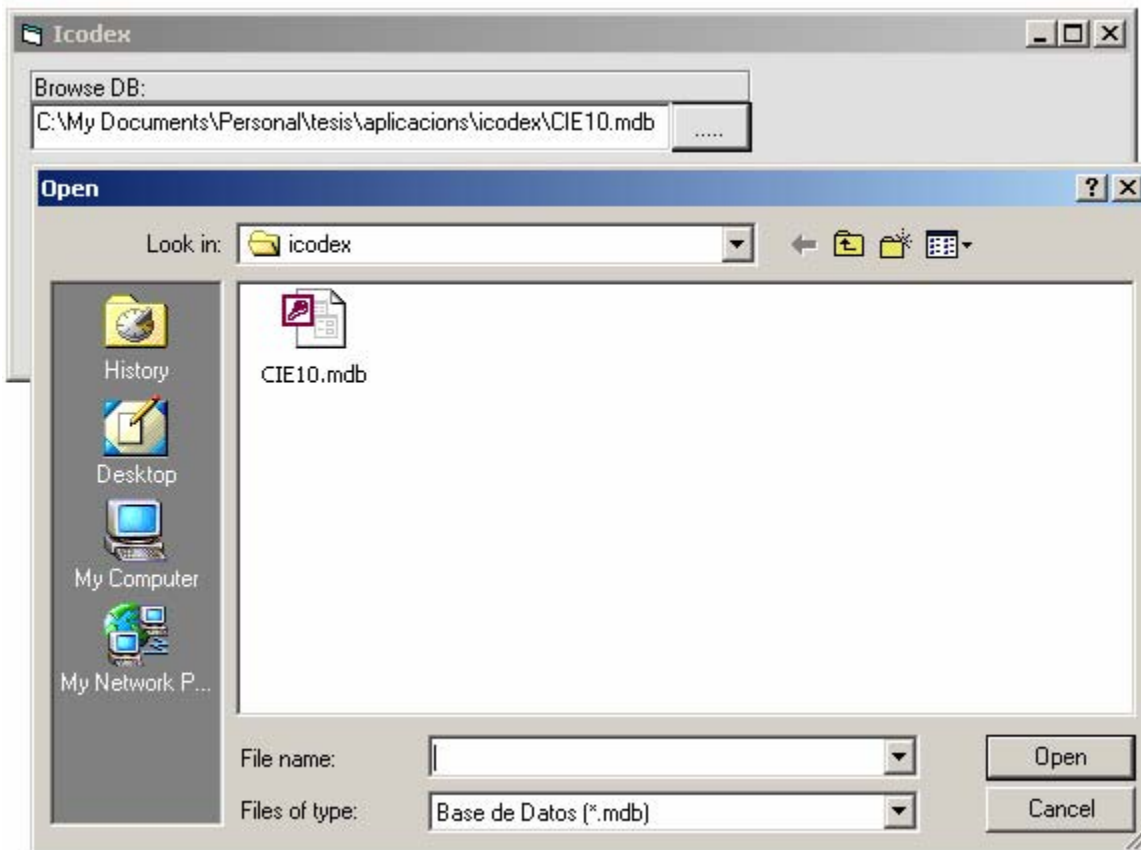 Icodex
Browse DB:
C:\My Documents\Personal\tesis\aplicacions\icodex\CIE10.mdb
.....
Open
Look in:
icodex
History
Desktop
My Computer
My Network P...
CIE10.mdb
File name:
Open
Files of type:
Base de Datos (*.mdb)
Cancel